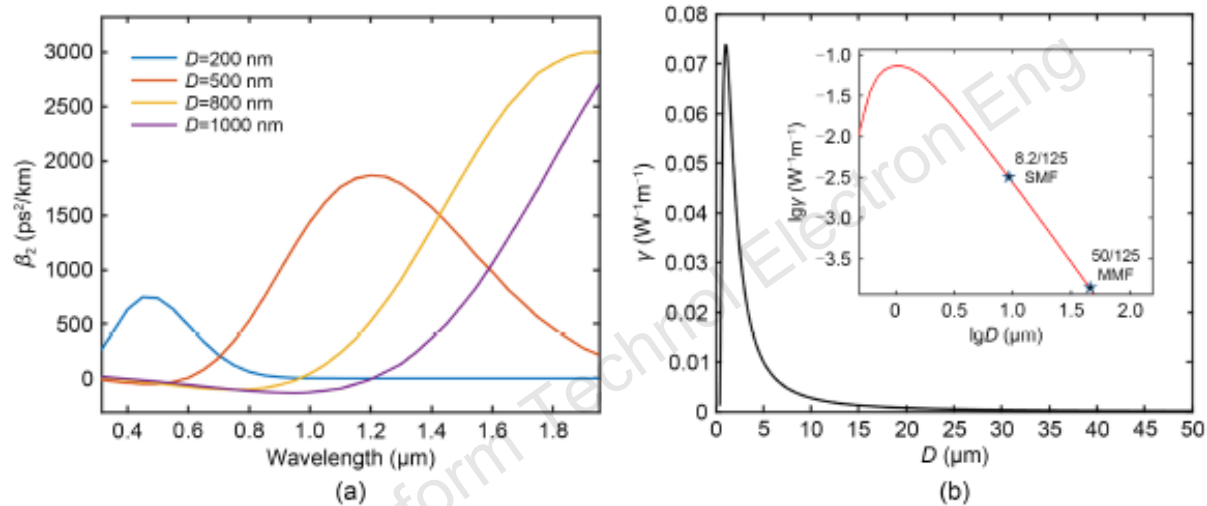 3000
2500
2000
1500
1000
500
0
β₂ (ps²/km)
D=200 nm
D=500 nm
D=800 nm
D=1000 nm
0.4 0.6 0.8 1.0 1.2 1.4 1.6 1.8
Wavelength (µm)
(a)
0.08
0.07
0.06
0.05
0.04
0.03
0.02
0.01
0
γ (W⁻¹m⁻¹)
−1.0
−1.5
−2.0
−2.5
−3.0
−3.5
lgγ (W⁻¹m⁻¹)
8.2/125
SMF
50/125
MMF
0 0.5 1.0 1.5 2.0
lgD (µm)
0 5 10 15 20 25 30 35 40 45 50
D (µm)
(b)
form Technol Electron Eng